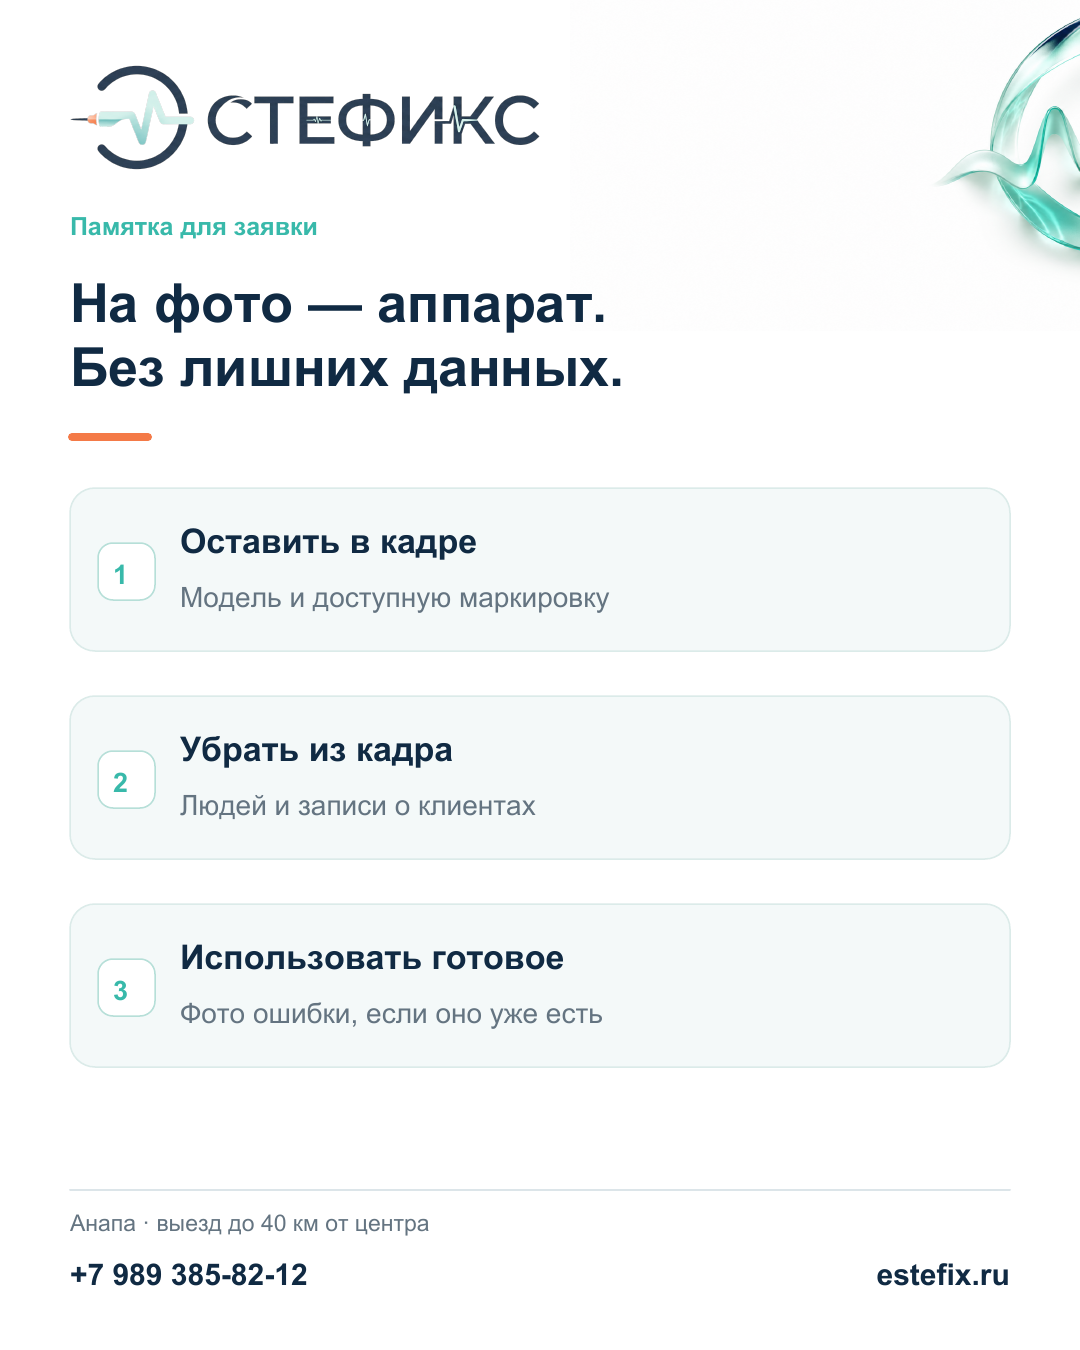 ЭСТЕФИКС
Памятка для заявки
На фото — аппарат.
Без лишних данных.
1
Оставить в кадре
Модель и доступную маркировку
2
Убрать из кадра
Людей и записи о клиентах
3
Использовать готовое
Фото ошибки, если оно уже есть
Анапа · выезд до 40 км от центра
+7 989 385-82-12
estefix.ru